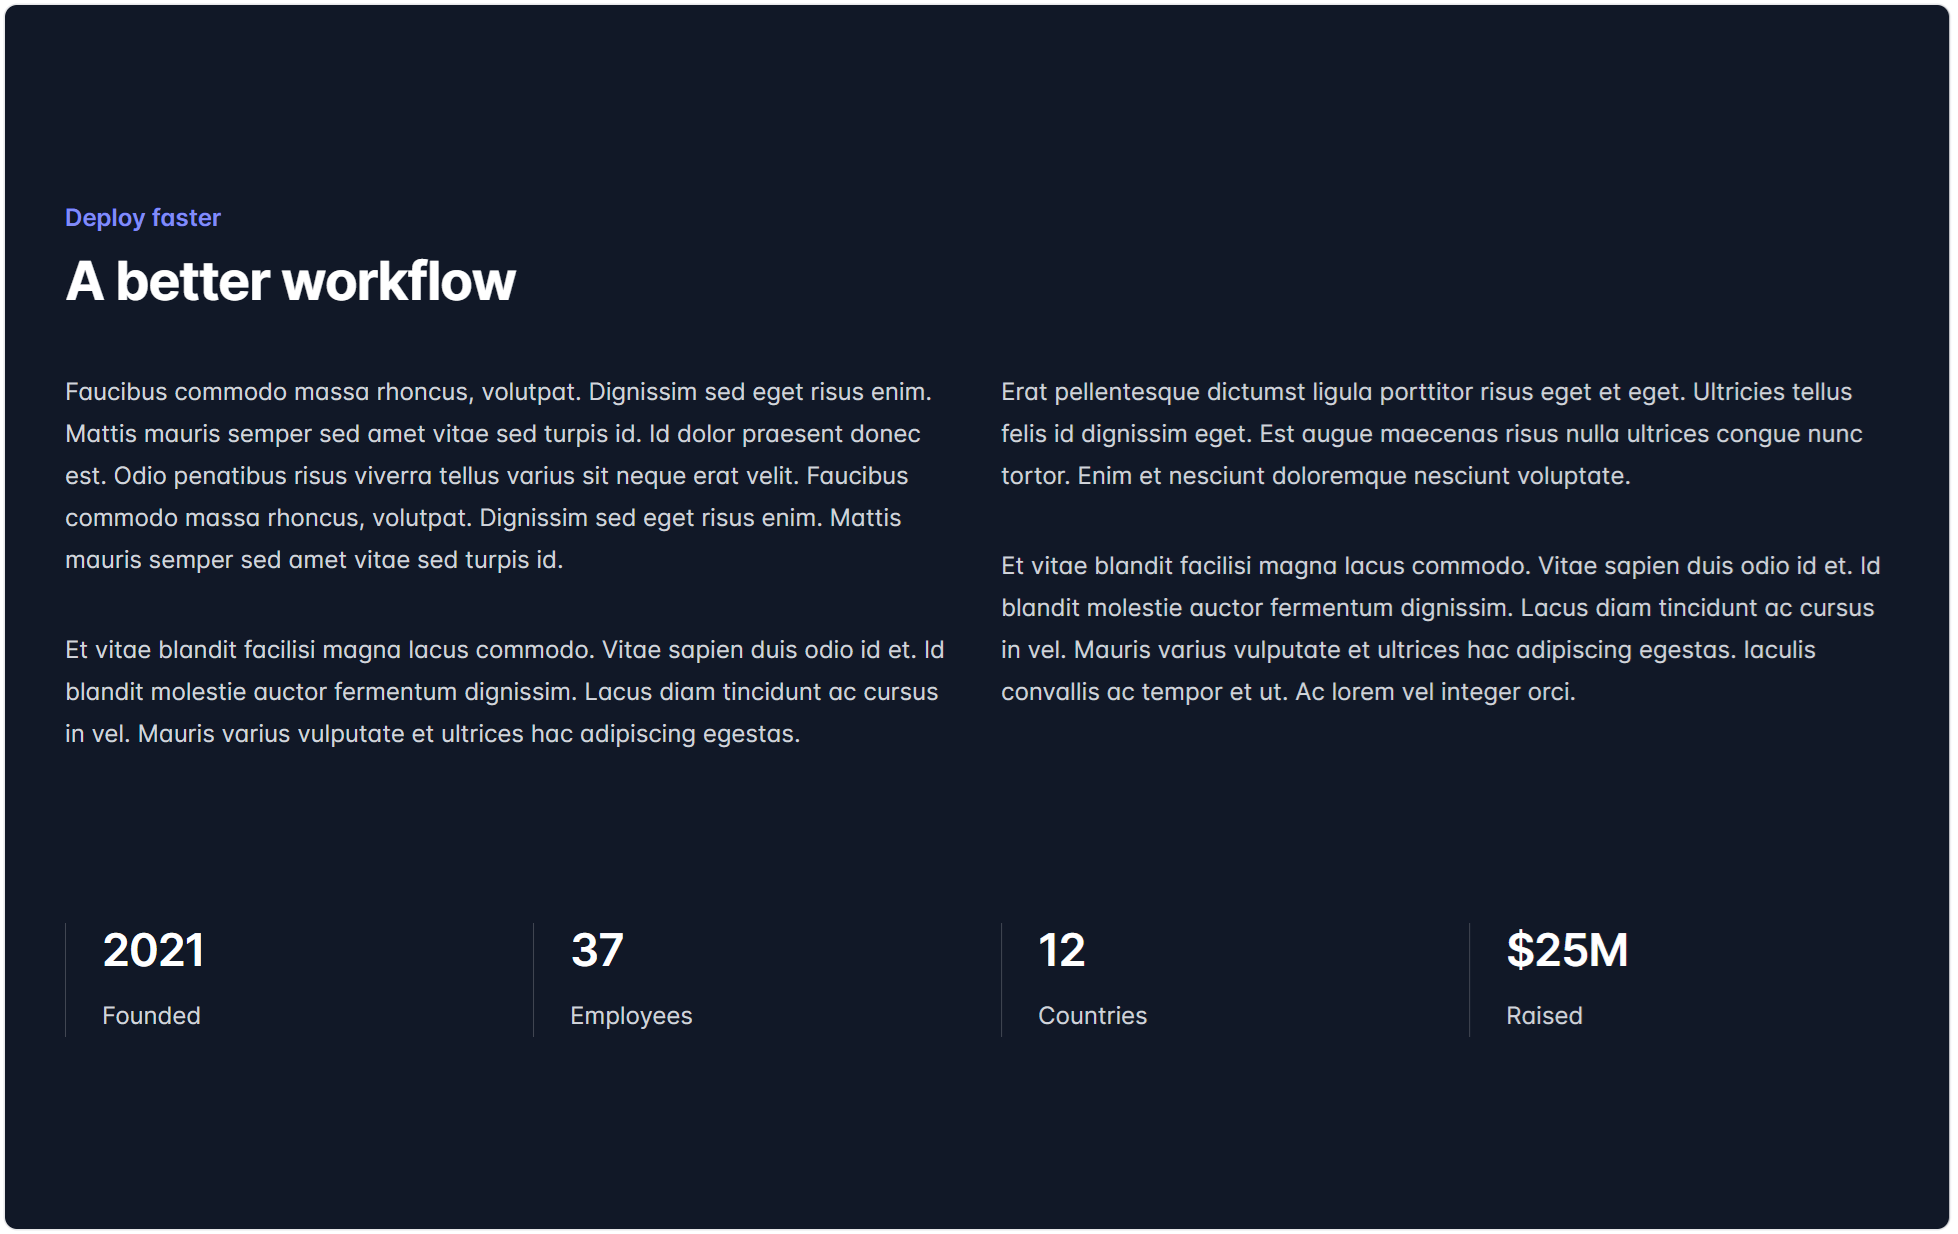 Deploy faster
A better workflow
Faucibus commodo massa rhoncus, volutpat. Dignissim sed eget risus enim.
Mattis mauris semper sed amet vitae sed turpis id. Id dolor praesent donec
est. Odio penatibus risus viverra tellus varius sit neque erat velit. Faucibus
commodo massa rhoncus, volutpat. Dignissim sed eget risus enim. Mattis
mauris semper sed amet vitae sed turpis id.
Et vitae blandit facilisi magna lacus commodo. Vitae sapien duis odio id et. Id
blandit molestie auctor fermentum dignissim. Lacus diam tincidunt ac cursus
in vel. Mauris varius vulputate et ultrices hac adipiscing egestas.
Erat pellentesque dictumst ligula porttitor risus eget et eget. Ultricies tellus
felis id dignissim eget. Est augue maecenas risus nulla ultrices congue nunc
tortor. Enim et nesciunt doloremque nesciunt voluptate.
Et vitae blandit facilisi magna lacus commodo. Vitae sapien duis odio id et. Id
blandit molestie auctor fermentum dignissim. Lacus diam tincidunt ac cursus
in vel. Mauris varius vulputate et ultrices hac adipiscing egestas. Iaculis
convallis ac tempor et ut. Ac lorem vel integer orci.
2021
Founded
37
Employees
12
Countries
$25M
Raised